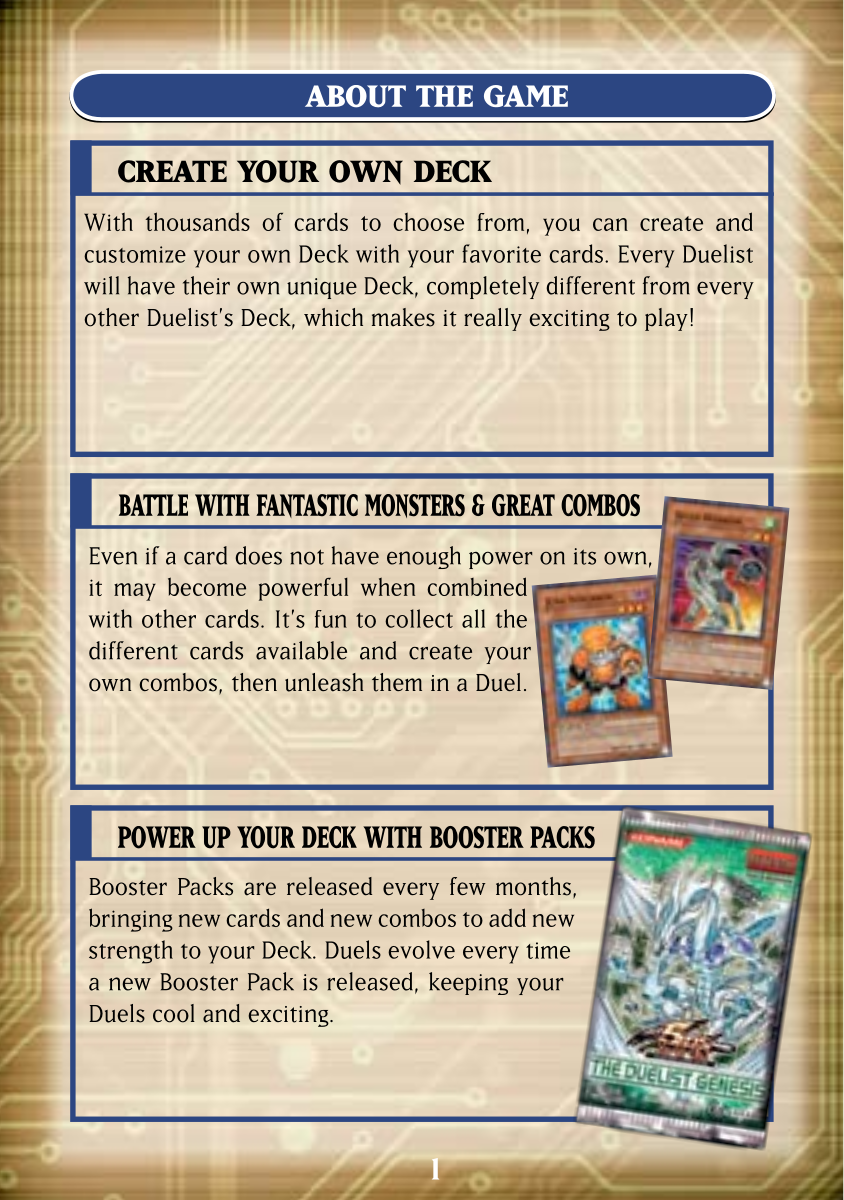 ABOUT THE GAME
CREATE YOUR OWN DECK
With thousands of cards to choose from, you can create and
customize your own Deck with your favorite cards. Every Duelist
will have their own unique Deck, completely different from every
other Duelist's Deck, which makes it really exciting to play!
BATTLE WITH FANTASTIC MONSTERS & GREAT COMBOS
Even if a card does not have enough power on its own,
it may become powerful when combined
with other cards. It's fun to collect all the
different cards available and create your
own combos, then unleash them in a Duel.
POWER UP YOUR DECK WITH BOOSTER PACKS
Booster Packs are released every few months,
bringing new cards and new combos to add new
strength to your Deck. Duels evolve every time
a new Booster Pack is released, keeping your
Duels cool and exciting.
KONAMI
THE DUELIST GENESIS
1